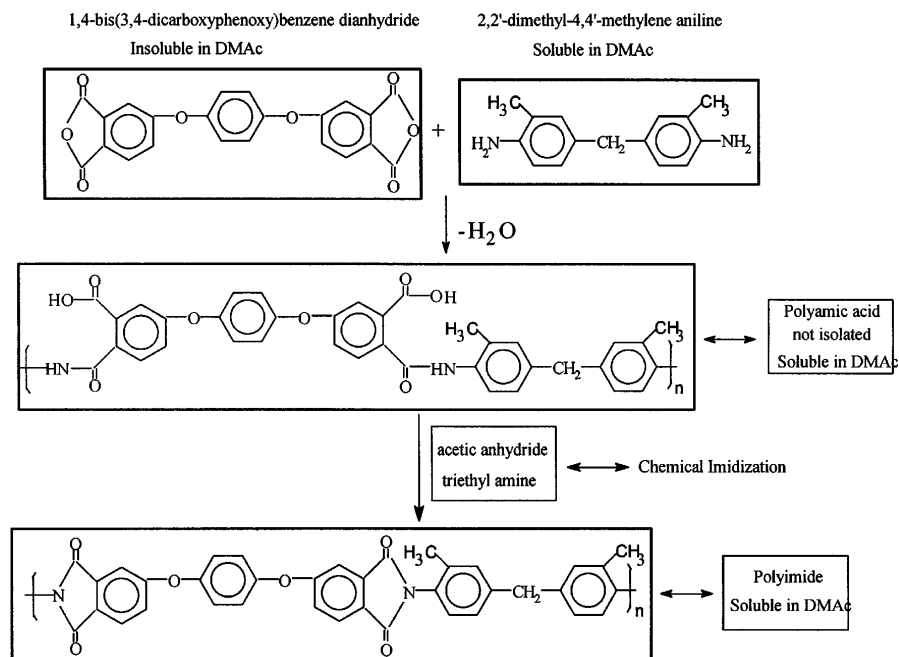 1,4-bis(3,4-dicarboxyphenoxy)benzene dianhydride
2,2'-dimethyl-4,4'-methylene aniline
Insoluble in DMAc
Soluble in DMAc
O
O
H3C
CH3
O
O
O
O
+
H2N
CH2
NH2
O
O
-H2O
O
O
HO
OH
O
O
H3C
CH3
Polyamic acid
not isolated
Soluble in DMAc
HN
O
O
HN
CH2
n
acetic anhydride
triethyl amine
Chemical Imidization
O
O
H3C
CH3
N
O
O
N
CH2
n
O
O
Polyimide
Soluble in DMAc